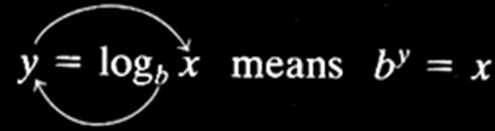 y = log_b x means b^y = x